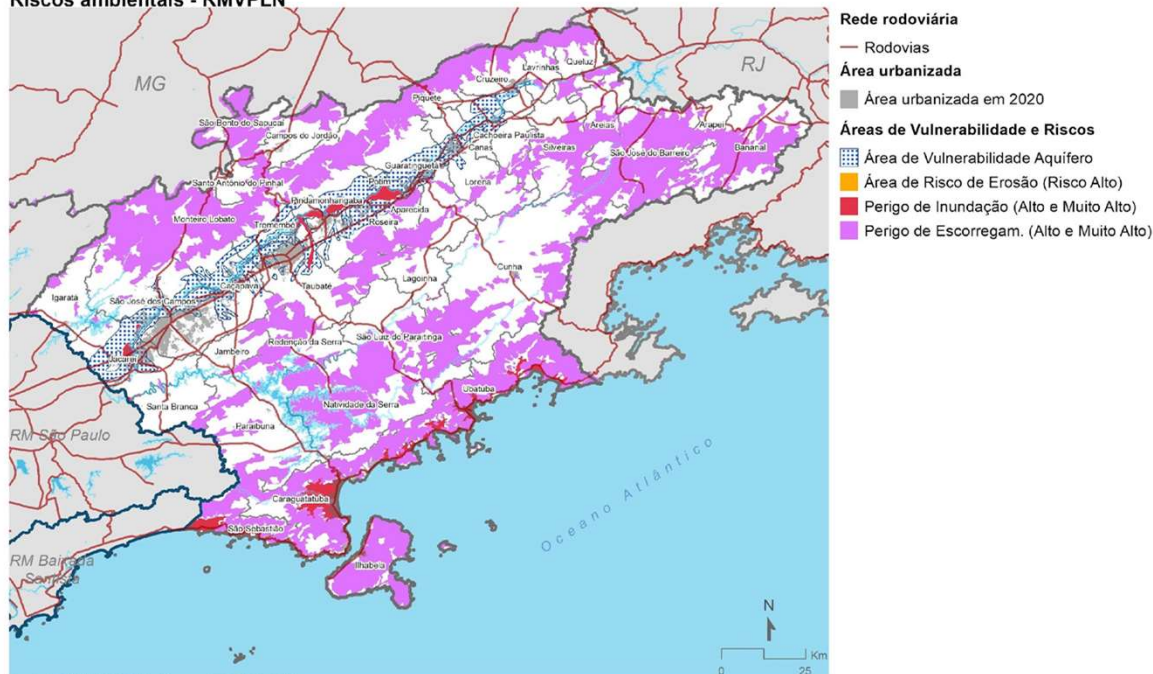 Riscos ambientais - RMVPLN
MG
RJ
Queluz
Lavrinhas
Cruzeiro
Piquete
São Bento do Sapucaí
Campos do Jordão
Cachoeira Paulista
Canas
Areias
Arapeí
Silveiras
São José do Barreiro
Bananal
Guaratinguetá
Santo Antônio do Pinhal
Potim
Lorena
Pindamonhangaba
Aparecida
Monteiro Lobato
Tremembé
Roseira
Cunha
Lagoinha
Caçapava
Taubaté
Igaratá
São José dos Campos
Redenção da Serra
São Luiz do Paraitinga
Jambeiro
Jacareí
Ubatuba
Santa Branca
Natividade da Serra
Paraibuna
RM São Paulo
Caraguatatuba
São Sebastião
Oceano Atlântico
RM Baixada
Santista
Ilhabela
N
Km
0 25
Rede rodoviária
Rodovias
Área urbanizada
Área urbanizada em 2020
Áreas de Vulnerabilidade e Riscos
Área de Vulnerabilidade Aquífero
Área de Risco de Erosão (Risco Alto)
Perigo de Inundação (Alto e Muito Alto)
Perigo de Escorregam. (Alto e Muito Alto)